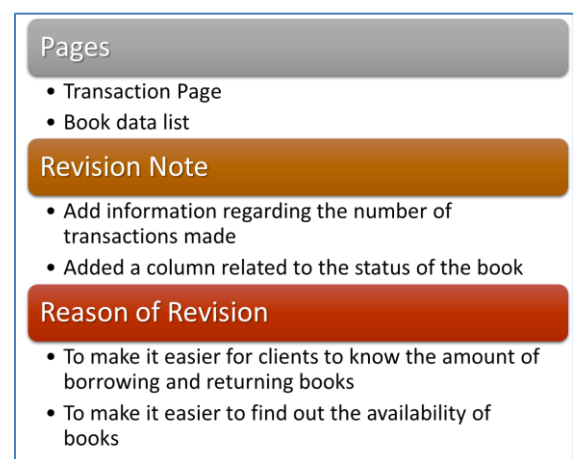 Pages
• Transaction Page
• Book data list
Revision Note
• Add information regarding the number of
transactions made
• Added a column related to the status of the book
Reason of Revision
• To make it easier for clients to know the amount of
borrowing and returning books
• To make it easier to find out the availability of
books